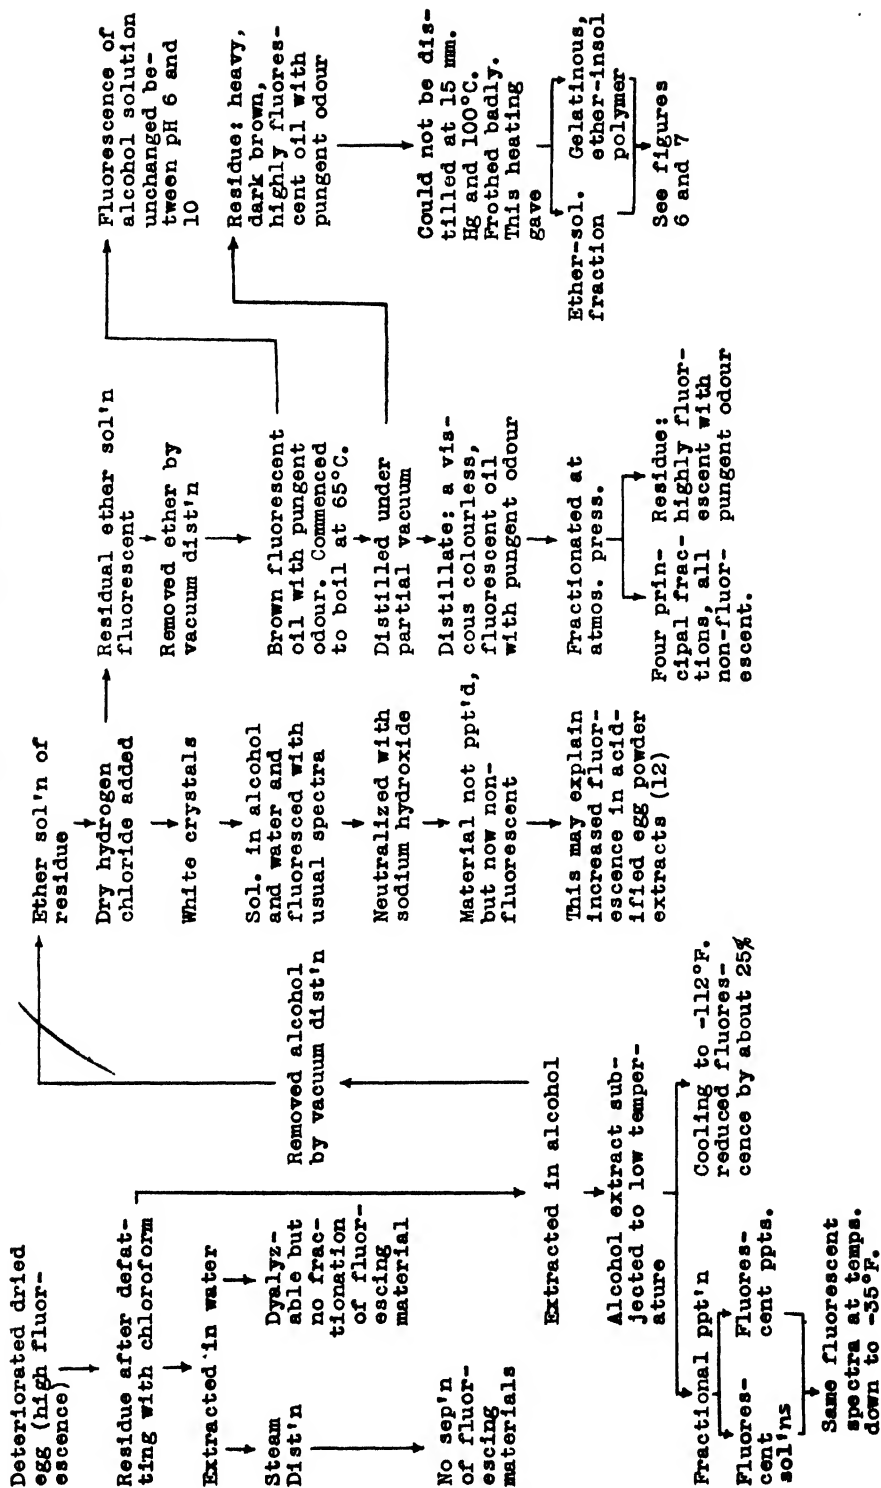 Deteriorated dried
egg (high fluor-
escence)
Residue after defat-
ting with chloroform
Extracted in water
Steam
Dist'n
No sep'n
of fluor-
escing
materials
Dyalyz-
able but
no frac-
tionation
of fluor-
escing
material
Extracted in alcohol
Alcohol extract sub-
jected to low temper-
ature
Fractional ppt'n
Fluores-
cent
sol'ns
Fluores-
cent ppts.
Same fluorescent
spectra at temps.
down to -35°F.
Cooling to -112°F.
reduced fluores-
cence by about 25%
Removed alcohol
by vacuum dist'n
Ether sol'n of
residue
Dry hydrogen
chloride added
White crystals
Sol. in alcohol
and water and
fluoresced with
usual spectra
Neutralized with
sodium hydroxide
Material not ppt'd,
but now non-
fluorescent
This may explain
increased fluor-
escence in acid-
ified egg powder
extracts (12)
Residual ether sol'n
fluorescent
Removed ether by
vacuum dist'n
Brown fluorescent
oil with pungent
odour. Commenced
to boil at 65°C.
Distilled under
partial vacuum
Distillate: a vis-
cous colourless,
fluorescent oil
with pungent odour
Fractionated at
atmos. press.
Four prin-
cipal frac-
tions, all
non-fluor-
escent.
Residue:
highly fluor-
escent with
pungent odour
Fluorescence of
alcohol solution
unchanged be-
tween pH 6 and
10
Residue: heavy,
dark brown,
highly fluores-
cent oil with
pungent odour
Could not be dis-
tilled at 15 mm.
Hg and 100°C.
Frothed badly.
This heating
gave
Ether-sol.
fraction
Gelatinous,
ether-insol
polymer
See figures
6 and 7